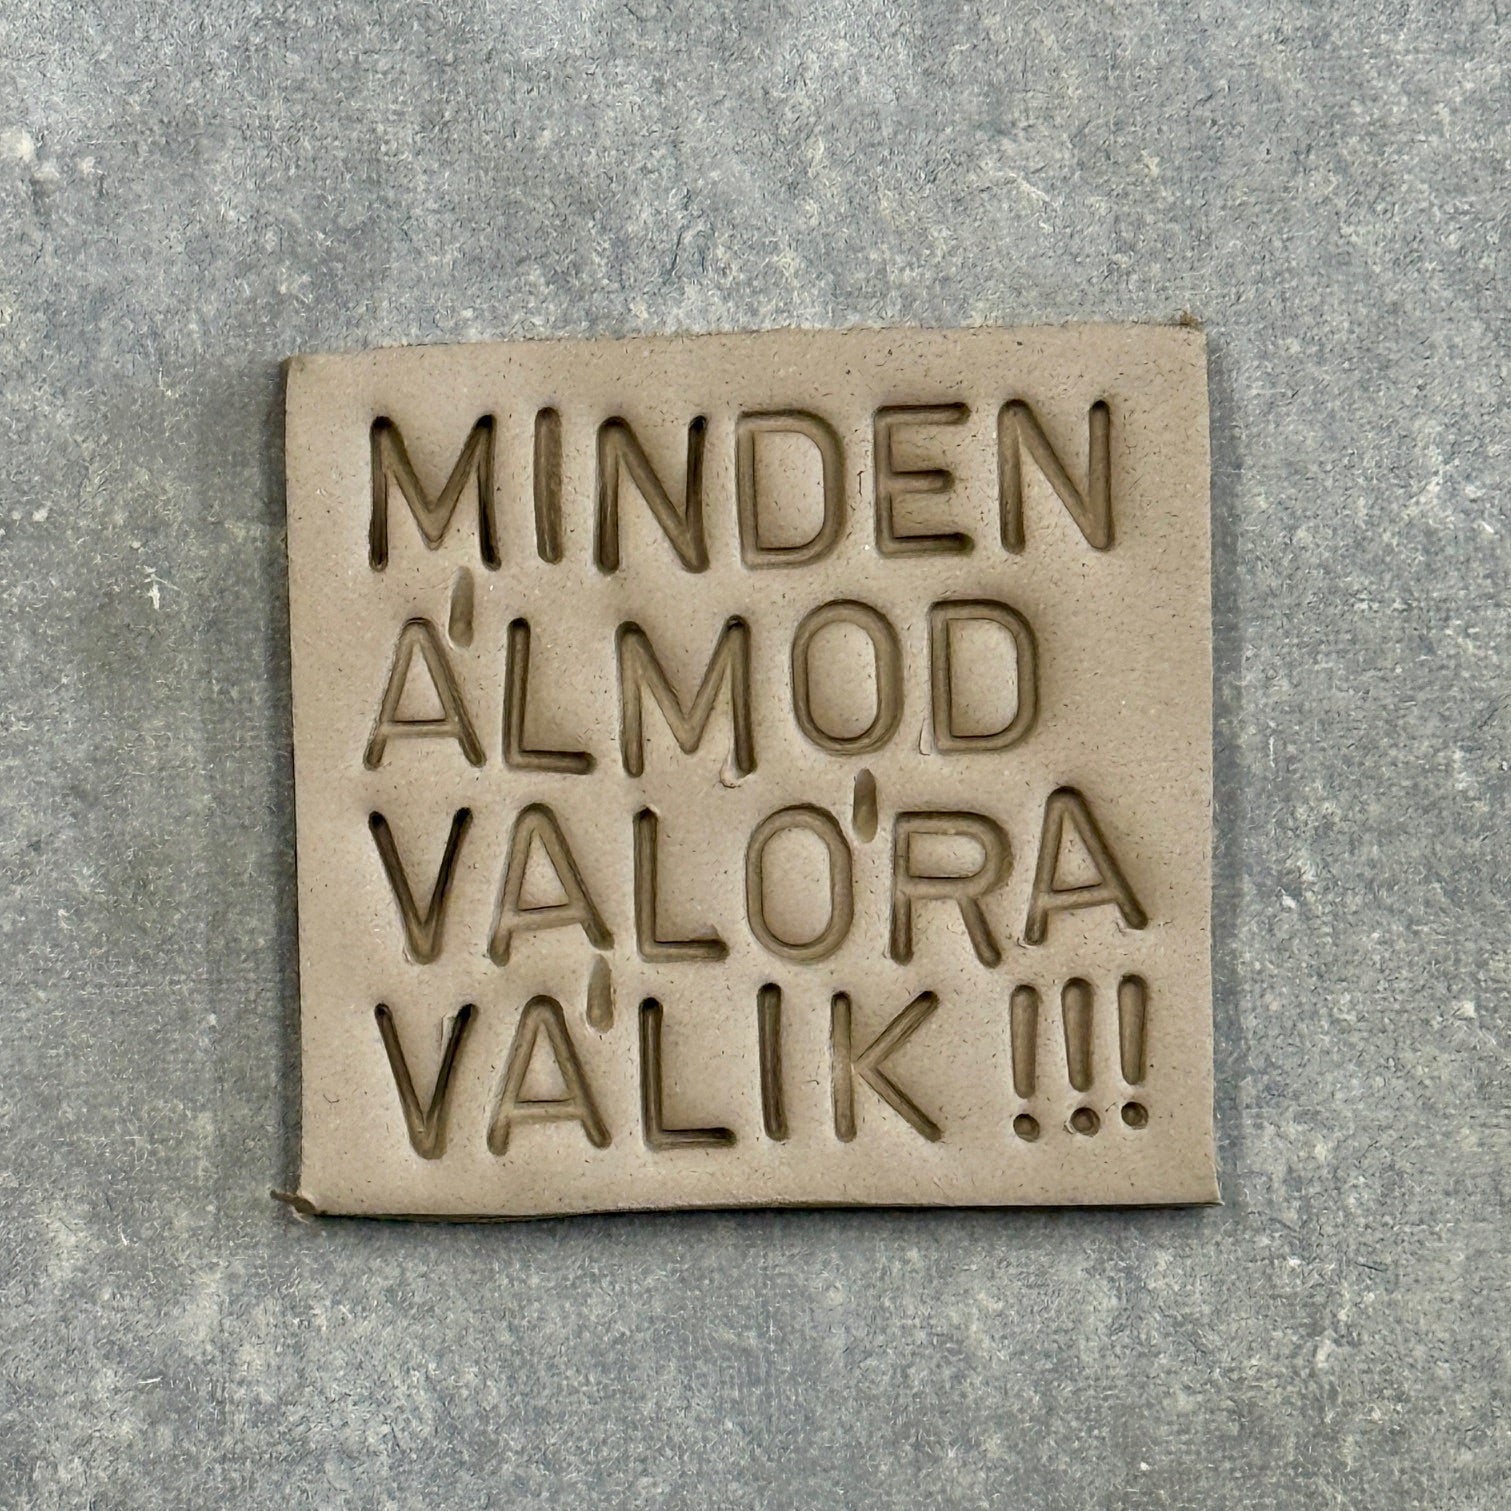 MINDEN
ÁLMOD
VALÓRA
VÁLIK !!!